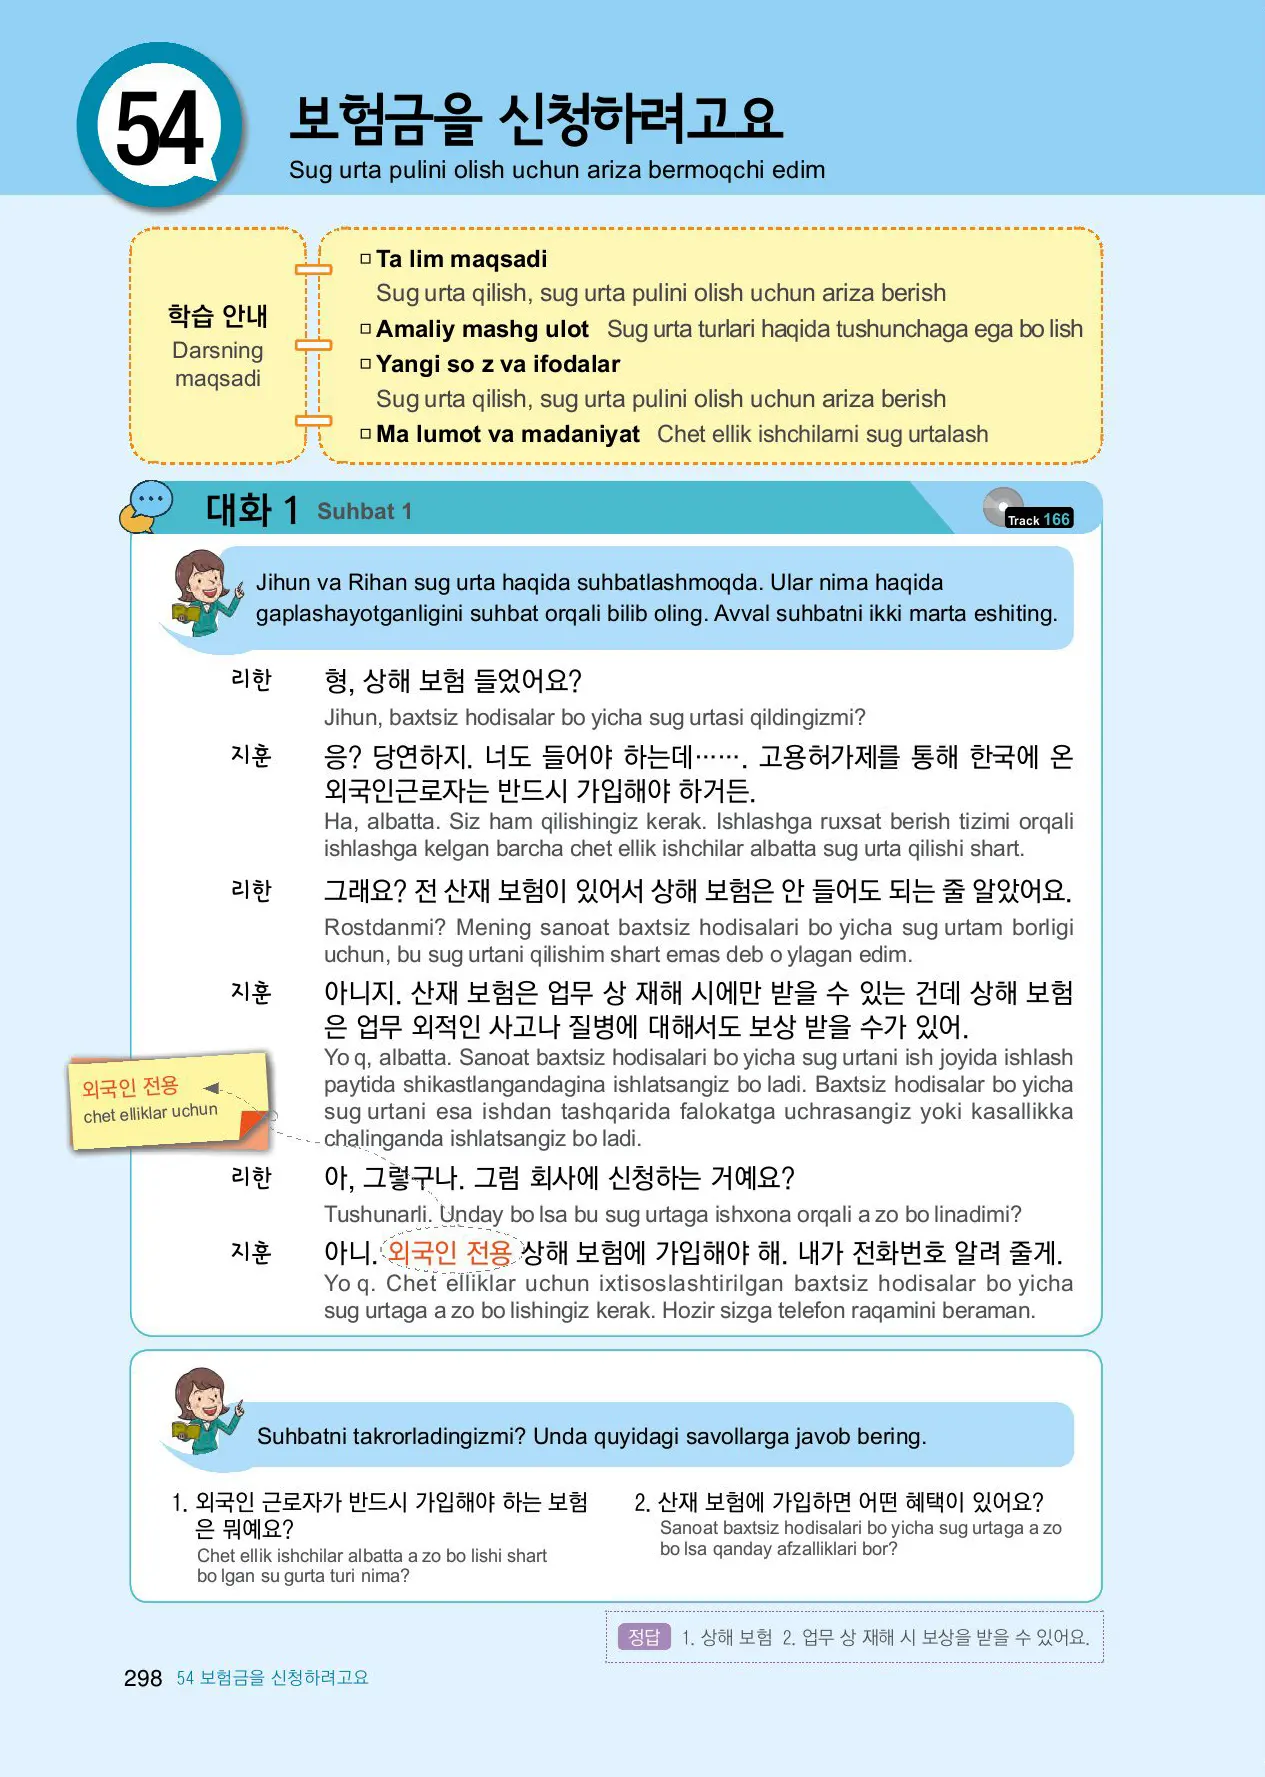 54
보험금을 신청하려고요
Sug urta pulini olish uchun ariza bermoqchi edim
학습 안내
Darsning
maqsadi
Ta lim maqsadi
Sug urta qilish, sug urta pulini olish uchun ariza berish
Amaliy mashg ulot Sug urta turlari haqida tushunchaga ega bo lish
Yangi so z va ifodalar
Sug urta qilish, sug urta pulini olish uchun ariza berish
Ma lumot va madaniyat Chet ellik ishchilarni sug urtalash
대화 1 Suhbat 1
Track 166
Jihun va Rihan sug urta haqida suhbatlashmoqda. Ular nima haqida
gaplashayotganligini suhbat orqali bilib oling. Avval suhbatni ikki marta eshiting.
리한 형, 상해 보험 들었어요?
Jihun, baxtsiz hodisalar bo yicha sug urtasi qildingizmi?
지훈 응? 당연하지. 너도 들어야 하는데……. 고용허가제를 통해 한국에 온
외국인근로자는 반드시 가입해야 하거든.
Ha, albatta. Siz ham qilishingiz kerak. Ishlashga ruxsat berish tizimi orqali
ishlashga kelgan barcha chet ellik ishchilar albatta sug urta qilishi shart.
리한 그래요? 전 산재 보험이 있어서 상해 보험은 안 들어도 되는 줄 알았어요.
Rostdanmi? Mening sanoat baxtsiz hodisalari bo yicha sug urtam borligi
uchun, bu sug urtani qilishim shart emas deb o ylagan edim.
지훈 아니지. 산재 보험은 업무 상 재해 시에만 받을 수 있는 건데 상해 보험
은 업무 외적인 사고나 질병에 대해서도 보상 받을 수가 있어.
Yo q, albatta. Sanoat baxtsiz hodisalari bo yicha sug urtani ish joyida ishlash
paytida shikastlangandagina ishlatsangiz bo ladi. Baxtsiz hodisalar bo yicha
sug urtani esa ishdan tashqarida falokatga uchrasangiz yoki kasallikka
chalinganda ishlatsangiz bo ladi.
외국인 전용
chet elliklar uchun
리한 아, 그렇구나. 그럼 회사에 신청하는 거예요?
Tushunarli. Unday bo lsa bu sug urtaga ishxona orqali a zo bo linadimi?
지훈 아니. 외국인 전용 상해 보험에 가입해야 해. 내가 전화번호 알려 줄게.
Yo q. Chet elliklar uchun ixtisoslashtirilgan baxtsiz hodisalar bo yicha
sug urtaga a zo bo lishingiz kerak. Hozir sizga telefon raqamini beraman.
Suhbatni takrorladingizmi? Unda quyidagi savollarga javob bering.
1. 외국인 근로자가 반드시 가입해야 하는 보험
은 뭐예요?
Chet ellik ishchilar albatta a zo bo lishi shart
bo lgan su gurta turi nima?
2. 산재 보험에 가입하면 어떤 혜택이 있어요?
Sanoat baxtsiz hodisalari bo yicha sug urtaga a zo
bo lsa qanday afzalliklari bor?
정답 1. 상해 보험 2. 업무 상 재해 시 보상을 받을 수 있어요.
298 54 보험금을 신청하려고요